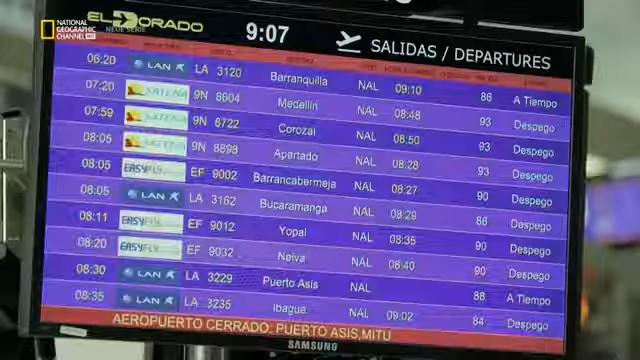 NATIONAL GEOGRAPHIC CHANNEL HD
NEUE SERIE
EL DORADO
9:07 SALIDAS / DEPARTURES
06:20 LAN LA 3120 Barranquilla NAL 09:10 86 A Tiempo
07:20 SATENA 9N 8604 Medellin NAL 08:48 93 Despego
07:59 SATENA 9N 8722 Corozal NAL 08:50 93 Despego
08:05 SATENA 9N 8898 Apartado NAL 08:28 93 Despego
08:05 EASYFLY EF 9002 Barrancabermeja NAL 08:27 90 Despego
08:05 LAN LA 3162 Bucaramanga NAL 08:29 86 Despego
08:11 EASYFLY EF 9012 Yopal NAL 08:35 90 Despego
08:20 EASYFLY EF 9032 Neiva NAL 08:40 90 Despego
08:30 LAN LA 3229 Puerto Asis NAL 88 A Tiempo
08:35 LAN LA 3235 Ibague NAL 09:02 84 Despego
AEROPUERTO CERRADO: PUERTO ASIS,MITU
SAMSUNG